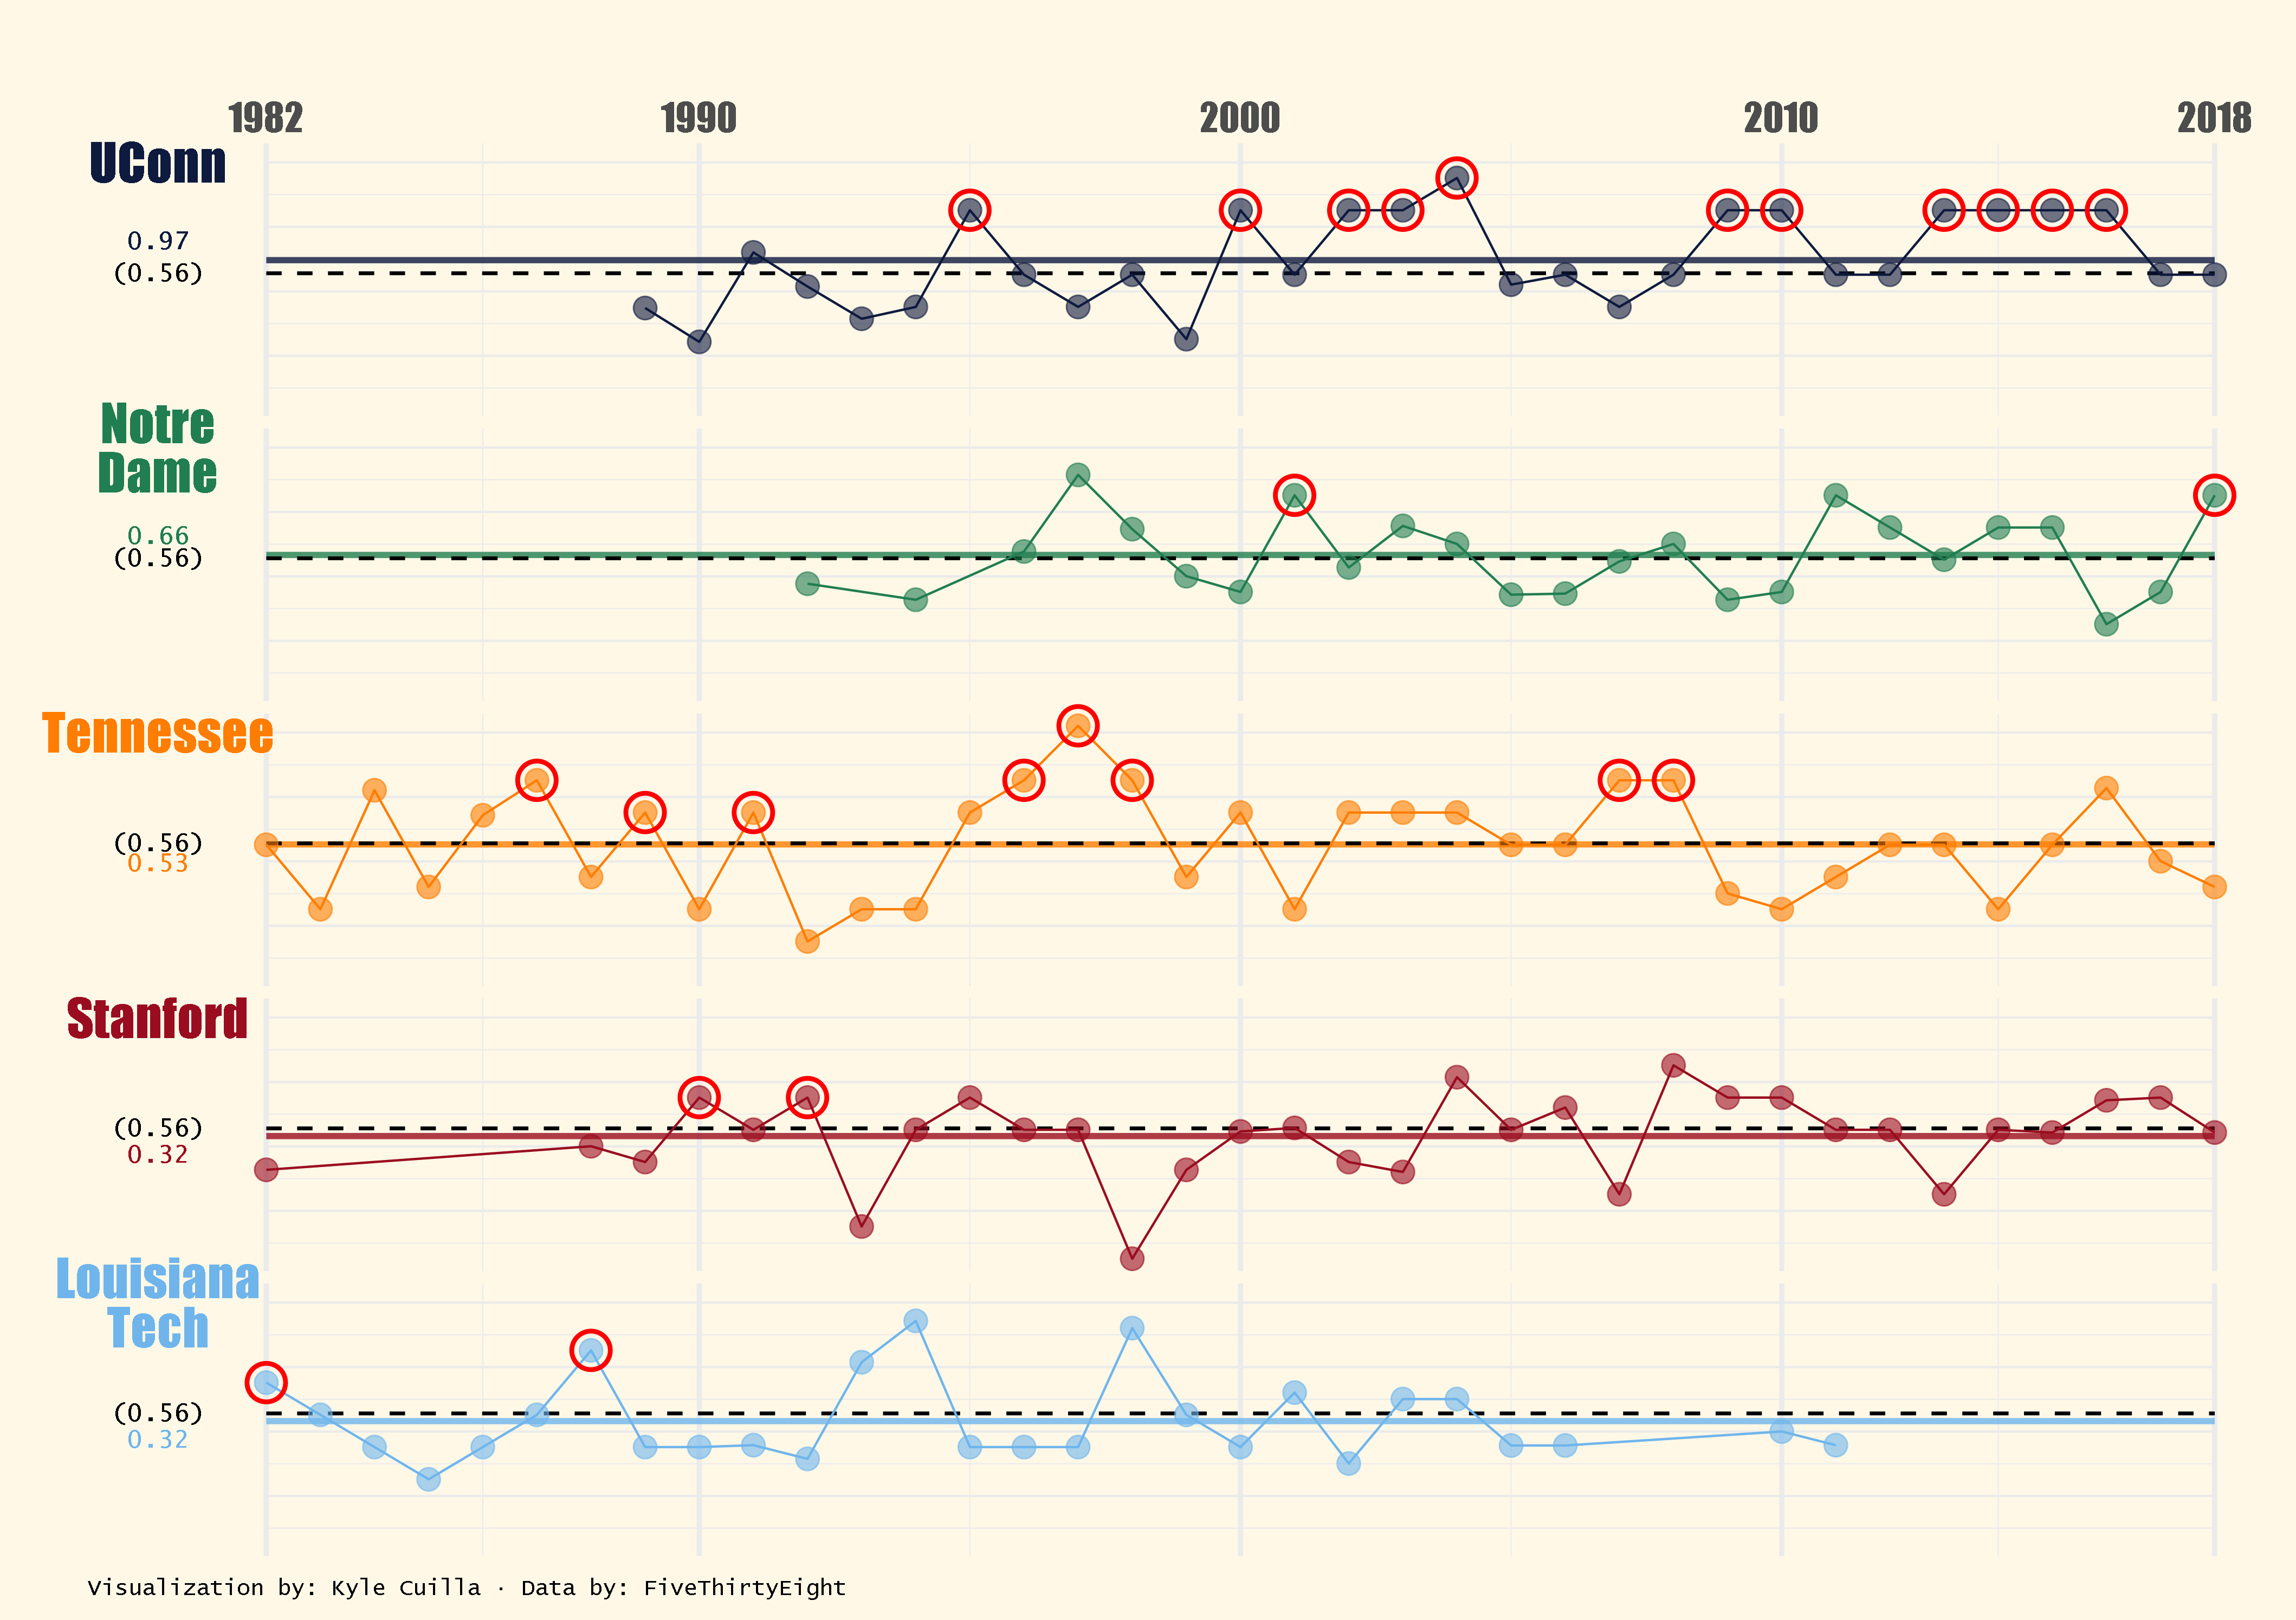 1982 1990 2000 2010 2018
UConn
0.97
(0.56)
Notre
Dame
0.66
(0.56)
Tennessee
(0.56)
0.53
Stanford
(0.56)
0.32
Louisiana
Tech
(0.56)
0.32
Visualization by: Kyle Cuilla · Data by: FiveThirtyEight